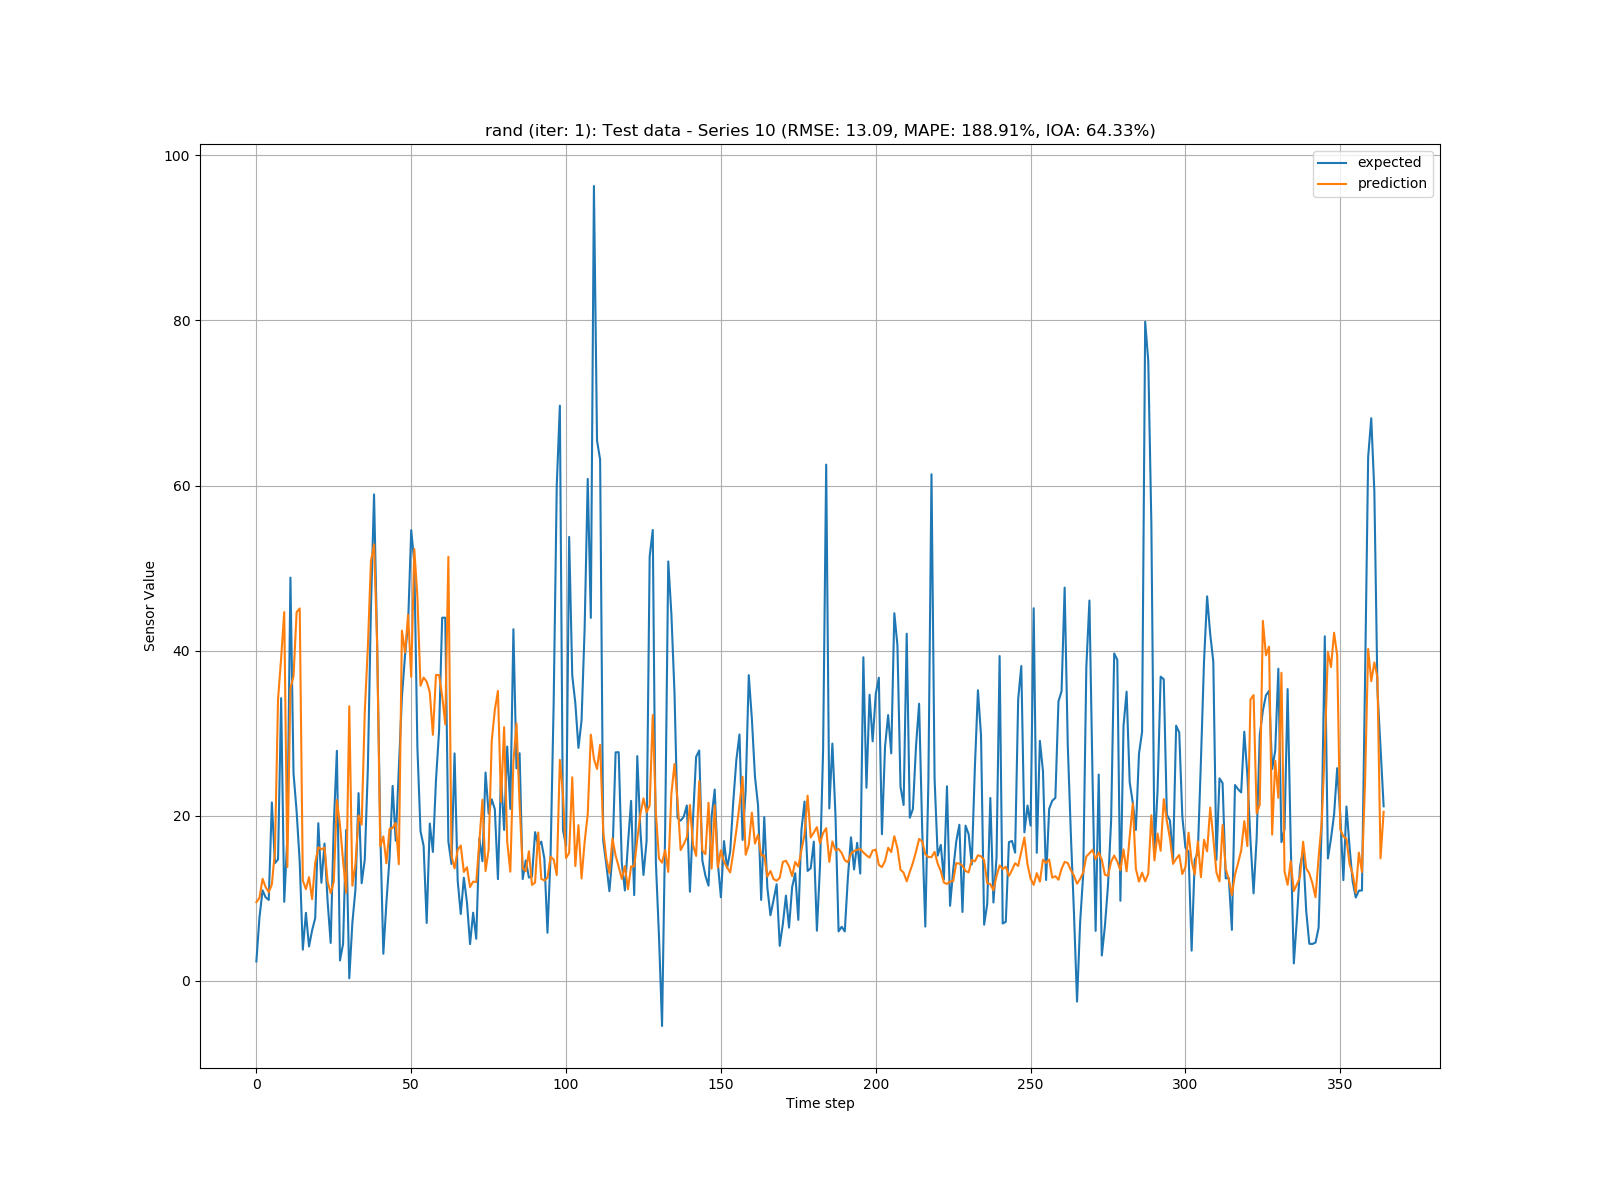 rand (iter: 1): Test data - Series 10 (RMSE: 13.09, MAPE: 188.91%, IOA: 64.33%)
expected
prediction
100
80
60
40
20
0
Sensor Value
0 50 100 150 200 250 300 350
Time step